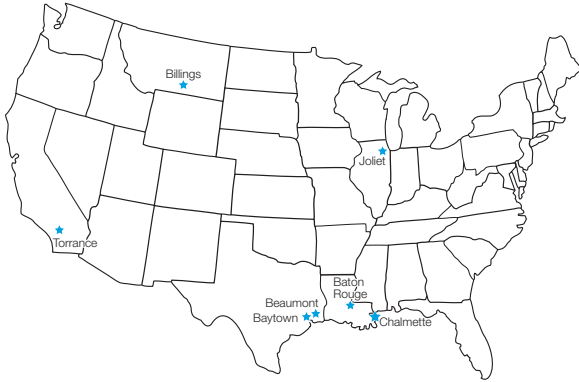 Billings
Joliet
Torrance
Baton
Rouge
Beaumont
Baytown
Chalmette